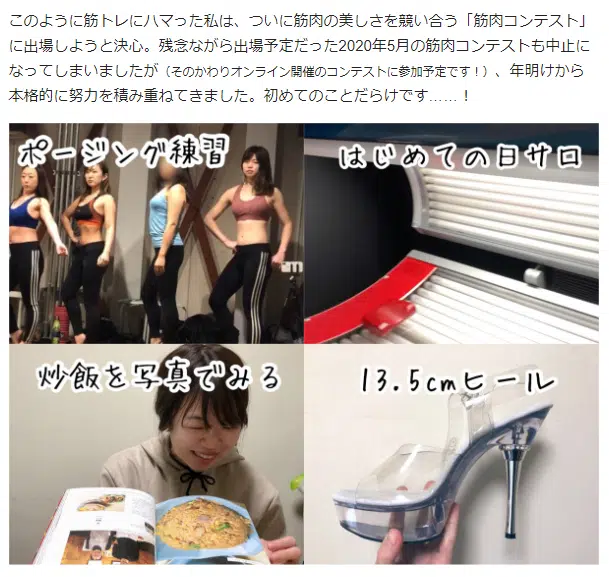 このように筋トレにハマった私は、ついに筋肉の美しさを競い合う「筋肉コンテスト」
に出場しようと決心。残念ながら出場予定だった2020年5月の筋肉コンテストも中止に
なってしまいましたが（そのかわりオンライン開催のコンテストに参加予定です！）、年明けから
本格的に努力を積み重ねてきました。初めてのことだらけです……！
ポージング練習
はじめての日サロ
炒飯を写真でみる
13.5cmヒール